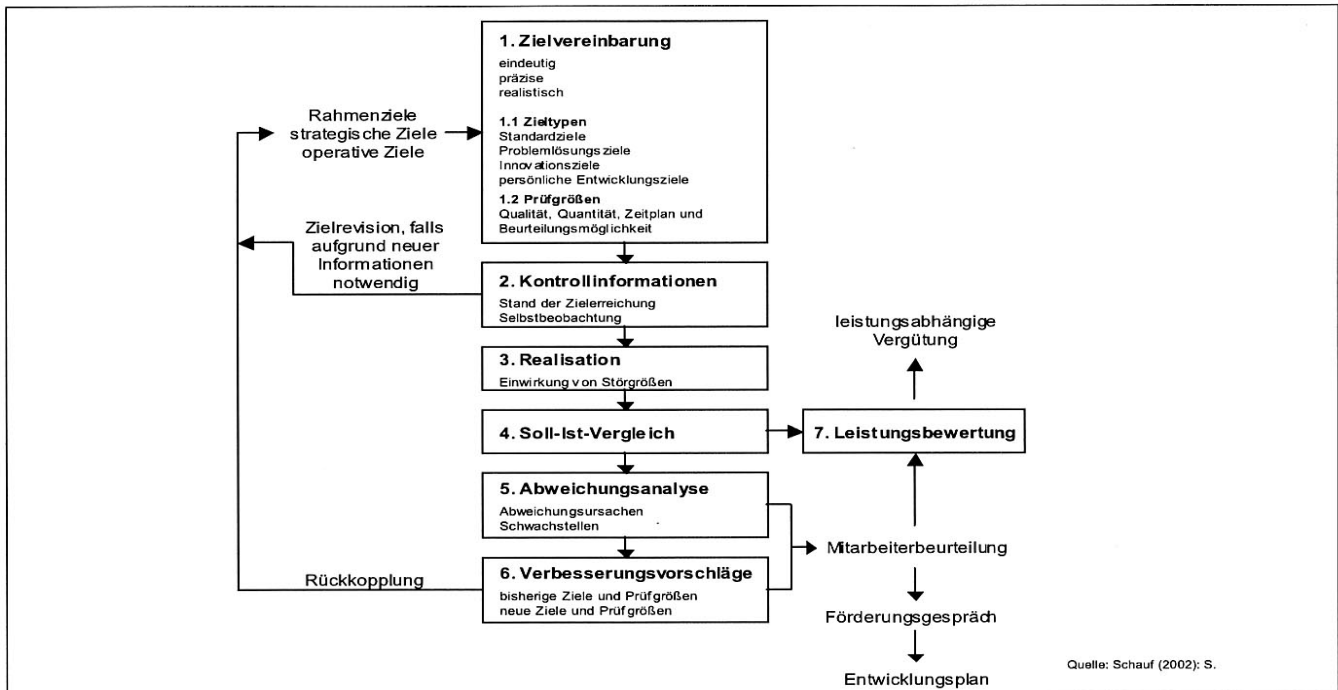 1. Zielvereinbarung
eindeutig
präzise
realistisch
1.1 Zieltypen
Standardziele
Problemlösungsziele
Innovationsziele
persönliche Entwicklungsziele
1.2 Prüfgrößen
Qualität, Quantität, Zeitplan und
Beurteilungsmöglichkeit
Rahmenziele
strategische Ziele
operative Ziele
Zielrevision, falls
aufgrund neuer
Informationen
notwendig
2. Kontrollinformationen
Stand der Zielerreichung
Selbstbeobachtung
leistungsabhängige
Vergütung
3. Realisation
Einwirkung von Störgrößen
4. Soll-Ist-Vergleich
7. Leistungsbewertung
5. Abweichungsanalyse
Abweichungsursachen
Schwachstellen
Mitarbeiterbeurteilung
Rückkopplung
6. Verbesserungsvorschläge
bisherige Ziele und Prüfgrößen
neue Ziele und Prüfgrößen
Förderungsgespräch
Entwicklungsplan
Quelle: Schauf (2002): S.